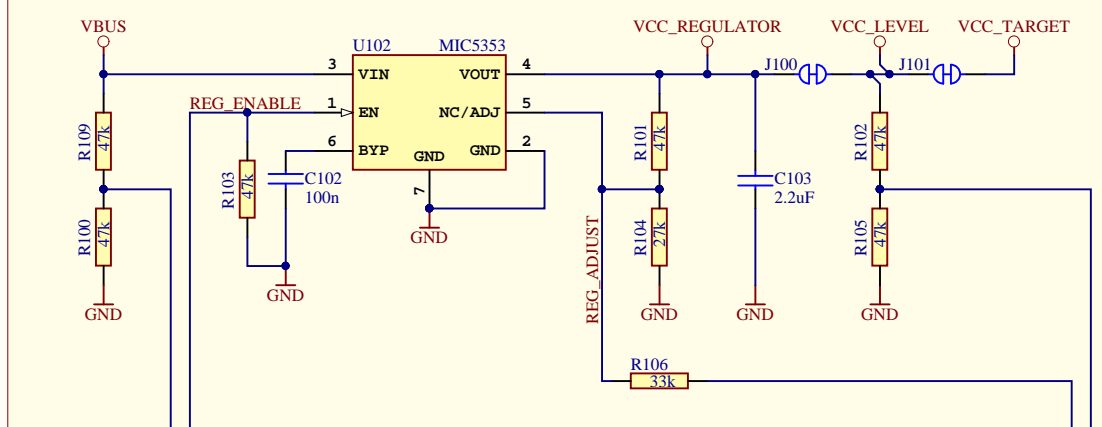 VBUS
VCC_REGULATOR
VCC_LEVEL
VCC_TARGET
U102
MIC5353
J100
J101
3
VIN
VOUT
4
REG_ENABLE
1
EN
NC/ADJ
5
6
BYP
GND
GND
2
7
GND
R109
47k
R100
47k
GND
R103
47k
C102
100n
GND
REG_ADJUST
R101
47k
R104
27k
GND
C103
2.2uF
GND
R102
47k
R105
47k
GND
R106
33k